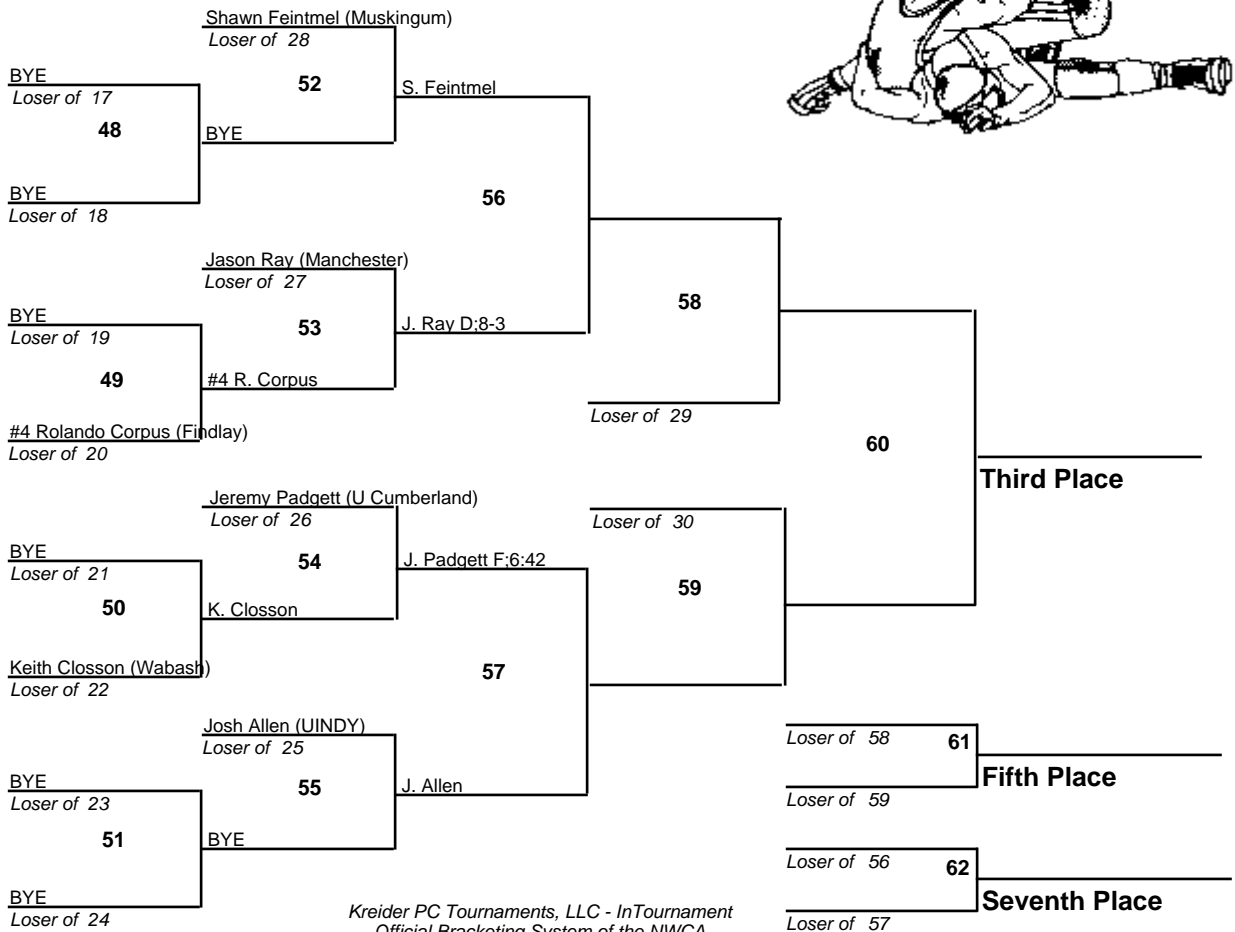 Shawn Feintmel (Muskingum)
Loser of 28
BYE
Loser of 17
52
S. Feintmel
48
BYE
BYE
Loser of 18
56
Jason Ray (Manchester)
Loser of 27
58
BYE
Loser of 19
53
J. Ray D;8-3
49
#4 R. Corpus
Loser of 29
#4 Rolando Corpus (Findlay)
Loser of 20
60
Third Place
Jeremy Padgett (U Cumberland)
Loser of 26
Loser of 30
BYE
Loser of 21
54
J. Padgett F;6:42
59
50
K. Closson
Keith Closson (Wabash)
Loser of 22
57
Josh Allen (UINDY)
Loser of 25
Loser of 58
61
Fifth Place
BYE
Loser of 23
55
J. Allen
Loser of 59
51
BYE
Loser of 56
62
Seventh Place
BYE
Loser of 24
Loser of 57
Kreider PC Tournaments, LLC - InTournament
Official Bracketing System of the NWCA